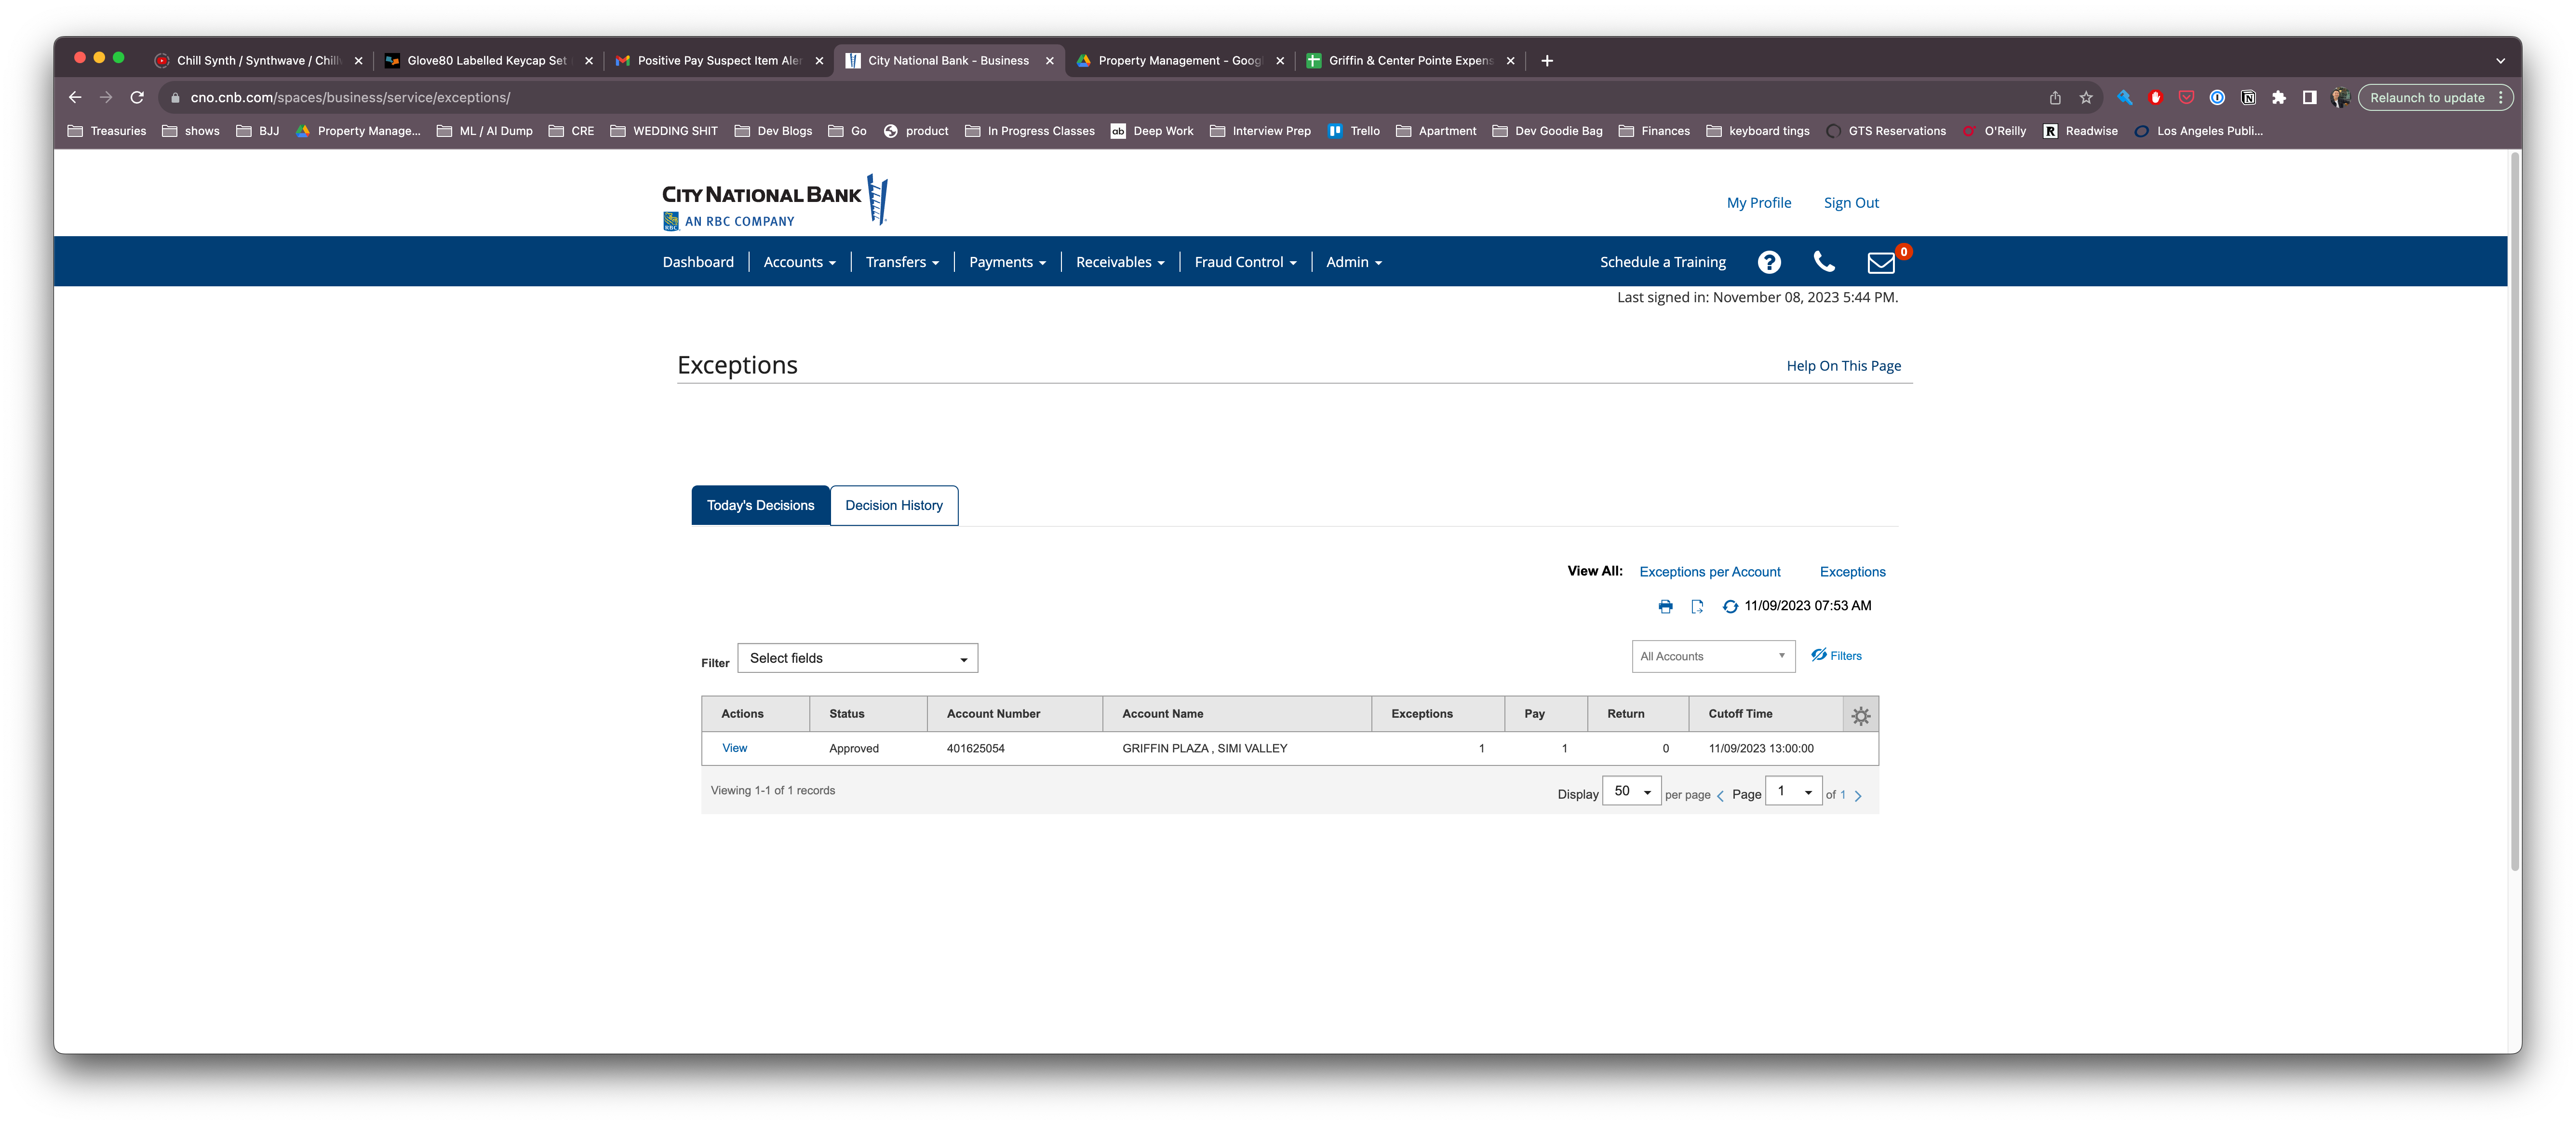 Chill Synth / Synthwave / Chill
Glove80 Labelled Keycap Set
Positive Pay Suspect Item Aler
City National Bank - Business
Property Management - Goog
Griffin & Center Pointe Expens
cno.cnb.com/spaces/business/service/exceptions/
Relaunch to update
Treasuries shows BJJ Property Manage... ML / AI Dump CRE WEDDING SHIT Dev Blogs Go product In Progress Classes ab Deep Work Interview Prep Trello Apartment Dev Goodie Bag Finances keyboard tings GTS Reservations O'Reilly R Readwise Los Angeles Publi...
CITY NATIONAL BANK
RBC AN RBC COMPANY
My Profile Sign Out
Dashboard Accounts Transfers Payments Receivables Fraud Control Admin Schedule a Training ? 0
Last signed in: November 08, 2023 5:44 PM.
Exceptions Help On This Page
Today's Decisions Decision History
View All: Exceptions per Account Exceptions
11/09/2023 07:53 AM
Filter Select fields All Accounts Filters
Actions Status Account Number Account Name Exceptions Pay Return Cutoff Time
View Approved 401625054 GRIFFIN PLAZA , SIMI VALLEY 1 1 0 11/09/2023 13:00:00
Viewing 1-1 of 1 records Display 50 per page Page 1 of 1